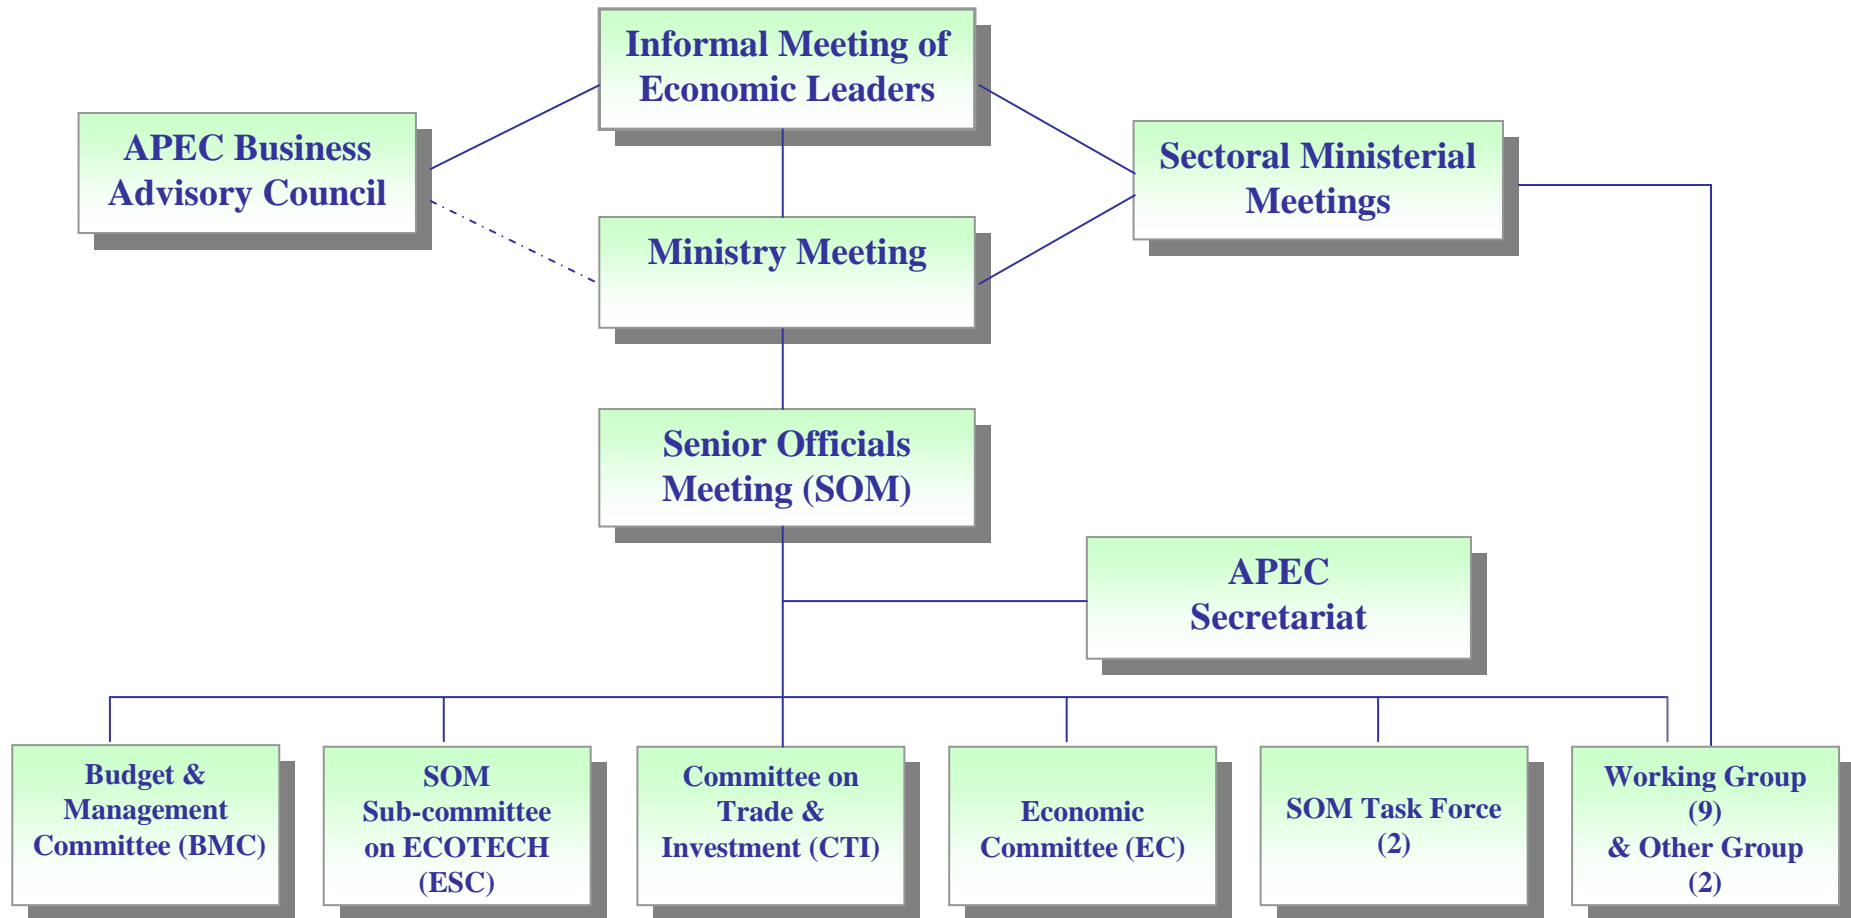 Informal Meeting of
Economic Leaders
APEC Business
Advisory Council
Sectoral Ministerial
Meetings
Ministry Meeting
Senior Officials
Meeting (SOM)
APEC
Secretariat
Budget &
Management
Committee (BMC)
SOM
Sub-committee
on ECOTECH
(ESC)
Committee on
Trade &
Investment (CTI)
Economic
Committee (EC)
SOM Task Force
(2)
Working Group
(9)
& Other Group
(2)